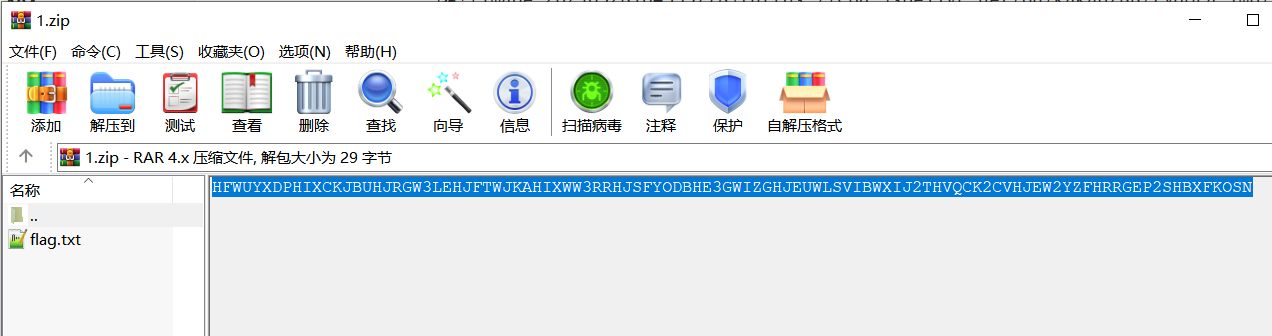 1.zip
文件(F) 命令(C) 工具(S) 收藏夹(O) 选项(N) 帮助(H)
添加 解压到 测试 查看 删除 查找 向导 信息 扫描病毒 注释 保护 自解压格式
1.zip - RAR 4.x 压缩文件, 解包大小为 29 字节
名称
HFWUYXDPHIXCKJBUHJRGW3LEHJFTWJKAHIXWW3RRHJSFYODBHE3GWIZGHJEUWLSVIBWXIJ2THVQCK2CVHJEW2YZFHRRGEP2SHBXFKOSN
..
flag.txt